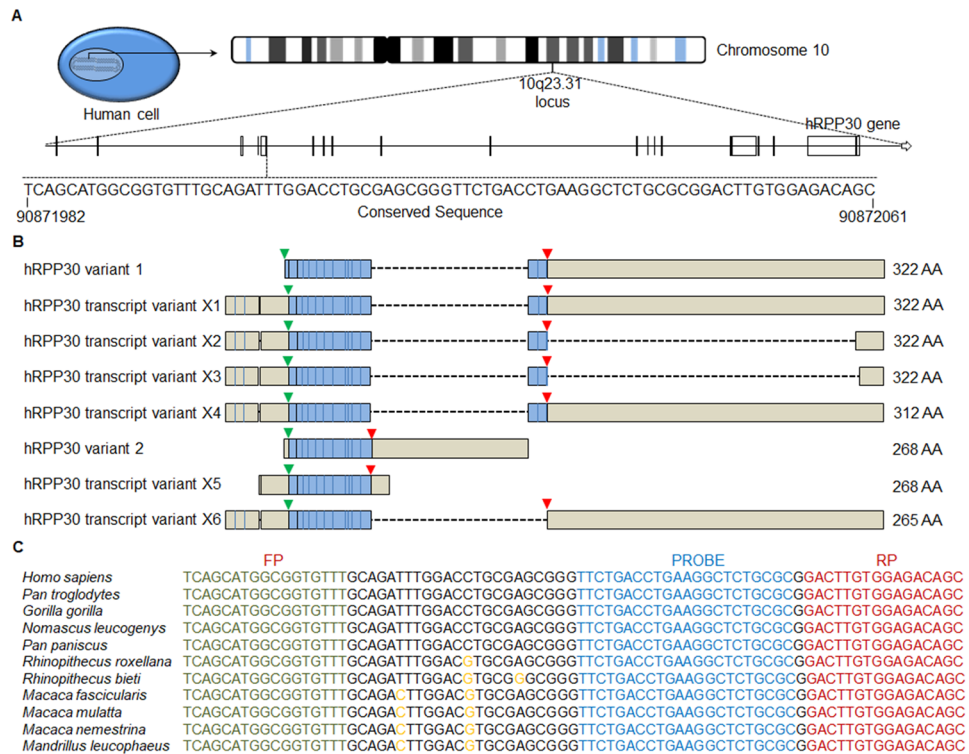 A
Human cell
Chromosome 10
10q23.31
locus
hRPP30 gene
TCAGCATGGCGGTGTTTGCAGATTTGGACCTGCGAGCGGGTTCTGACCTGAAGGCTCTGCGCGGACTTGTGGAGACAGC
90871982
Conserved Sequence
90872061
B
hRPP30 variant 1 322 AA
hRPP30 transcript variant X1 322 AA
hRPP30 transcript variant X2 322 AA
hRPP30 transcript variant X3 322 AA
hRPP30 transcript variant X4 312 AA
hRPP30 variant 2 268 AA
hRPP30 transcript variant X5 268 AA
hRPP30 transcript variant X6 265 AA
C
FP PROBE RP
Homo sapiens TCAGCATGGCGGTGTTTGCAGATTTGGACCTGCGAGCGGGTTCTGACCTGAAGGCTCTGCGCGGACTTGTGGAGACAGC
Pan troglodytes TCAGCATGGCGGTGTTTGCAGATTTGGACCTGCGAGCGGGTTCTGACCTGAAGGCTCTGCGCGGACTTGTGGAGACAGC
Gorilla gorilla TCAGCATGGCGGTGTTTGCAGATTTGGACCTGCGAGCGGGTTCTGACCTGAAGGCTCTGCGCGGACTTGTGGAGACAGC
Nomascus leucogenys TCAGCATGGCGGTGTTTGCAGATTTGGACCTGCGAGCGGGTTCTGACCTGAAGGCTCTGCGCGGACTTGTGGAGACAGC
Pan paniscus TCAGCATGGCGGTGTTTGCAGATTTGGACCTGCGAGCGGGTTCTGACCTGAAGGCTCTGCGCGGACTTGTGGAGACAGC
Rhinopithecus roxellana TCAGCATGGCGGTGTTTGCAGATTTGGACGTGCGAGCGGGTTCTGACCTGAAGGCTCTGCGCGGACTTGTGGAGACAGC
Rhinopithecus bieti TCAGCATGGCGGTGTTTGCAGATTTGGACGTGCGGGCGGGTTCTGACCTGAAGGCTCTGCGCGGACTTGTGGAGACAGC
Macaca fascicularis TCAGCATGGCGGTGTTTGCAGACTTGGACGTGCGAGCGGGTTCTGACCTGAAGGCTCTGCGCGGACTTGTGGAGACAGC
Macaca mulatta TCAGCATGGCGGTGTTTGCAGACTTGGACGTGCGAGCGGGTTCTGACCTGAAGGCTCTGCGCGGACTTGTGGAGACAGC
Macaca nemestrina TCAGCATGGCGGTGTTTGCAGACTTGGACGTGCGAGCGGGTTCTGACCTGAAGGCTCTGCGCGGACTTGTGGAGACAGC
Mandrillus leucophaeus TCAGCATGGCGGTGTTTGCAGACTTGGACGTGCGAGCGGGTTCTGACCTGAAGGCTCTGCGCGGACTTGTGGAGACAGC